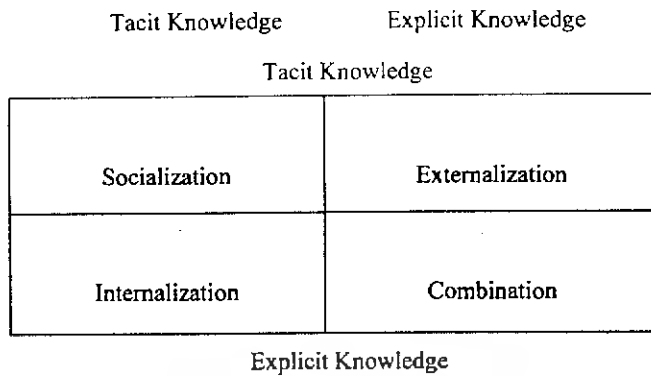 Tacit Knowledge Explicit Knowledge
Tacit Knowledge
Socialization Externalization
Internalization Combination
Explicit Knowledge